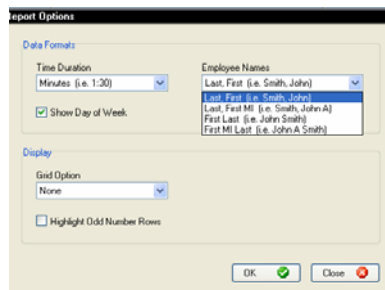 Report Options
Data Formats
Time Duration
Employee Names
Minutes (i.e. 1:30)
Last, First (i.e. Smith, John)
Last, First (i.e. Smith, John)
Last, First MI (i.e. Smith, John A)
First Last (i.e. John Smith)
First MI Last (i.e. John A Smith)
Show Day of Week
Display
Grid Option
None
Highlight Odd Number Rows
OK
Close